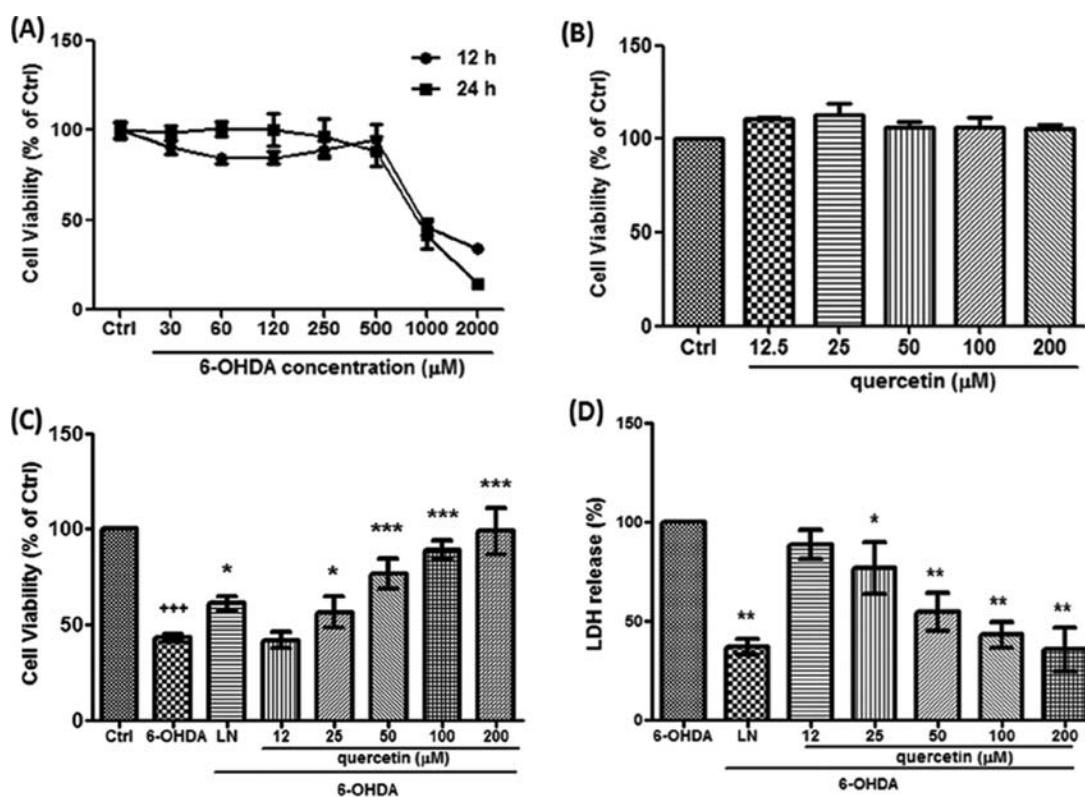 (A)
150
100
50
0
Cell Viability (% of Ctrl)
12 h
24 h
Ctrl 30 60 120 250 500 1000 2000
6-OHDA concentration (μM)
(B)
150
100
50
0
Cell Viability (% of Ctrl)
Ctrl 12.5 25 50 100 200
quercetin (μM)
(C)
150
100
50
0
Cell Viability (% of Ctrl)
+++ * * *** *** ***
Ctrl 6-OHDA LN 12 25 50 100 200
quercetin (μM)
6-OHDA
(D)
150
100
50
0
LDH release (%)
** * ** ** **
6-OHDA LN 12 25 50 100 200
quercetin (μM)
6-OHDA